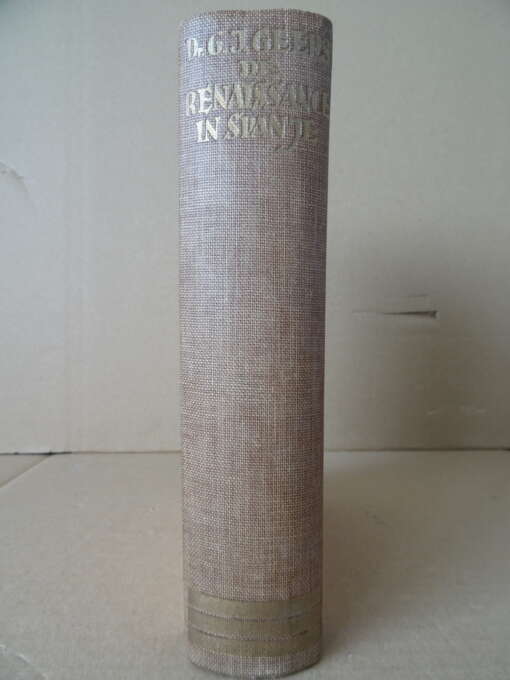 Dr. G. J. GEERS
DE
RENAISSANCE
IN SPANJE